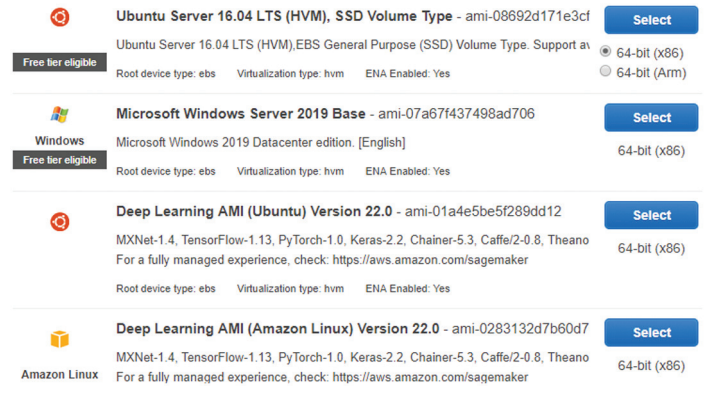 Ubuntu Server 16.04 LTS (HVM), SSD Volume Type - ami-08692d171e3cf
Select
Ubuntu Server 16.04 LTS (HVM),EBS General Purpose (SSD) Volume Type. Support
64-bit (x86)
Free tier eligible
64-bit (Arm)
Root device type: ebs Virtualization type: hvm ENA Enabled: Yes
Microsoft Windows Server 2019 Base - ami-07a67f437498ad706
Select
Windows
Microsoft Windows 2019 Datacenter edition. [English]
64-bit (x86)
Free tier eligible
Root device type: ebs Virtualization type: hvm ENA Enabled: Yes
Deep Learning AMI (Ubuntu) Version 22.0 - ami-01a4e5be5f289dd12
Select
MXNet-1.4, TensorFlow-1.13, PyTorch-1.0, Keras-2.2, Chainer-5.3, Caffe/2-0.8, Theano
64-bit (x86)
For a fully managed experience, check: https://aws.amazon.com/sagemaker
Root device type: ebs Virtualization type: hvm ENA Enabled: Yes
Deep Learning AMI (Amazon Linux) Version 22.0 - ami-0283132d7b60d7
Select
MXNet-1.4, TensorFlow-1.13, PyTorch-1.0, Keras-2.2, Chainer-5.3, Caffe/2-0.8, Theano
64-bit (x86)
Amazon Linux
For a fully managed experience, check: https://aws.amazon.com/sagemaker